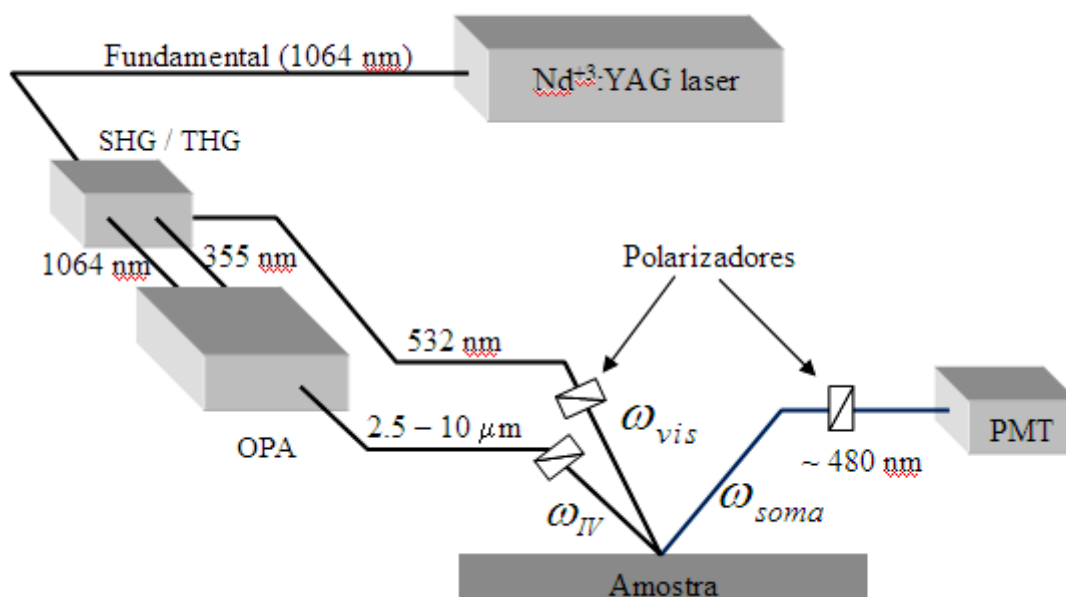 Fundamental (1064 nm)
Nd+3:YAG laser
SHG / THG
1064 nm
355 nm
Polarizadores
532 nm
2.5 – 10 μm
OPA
ωvis
ωIV
ωsoma
~ 480 nm
PMT
Amostra